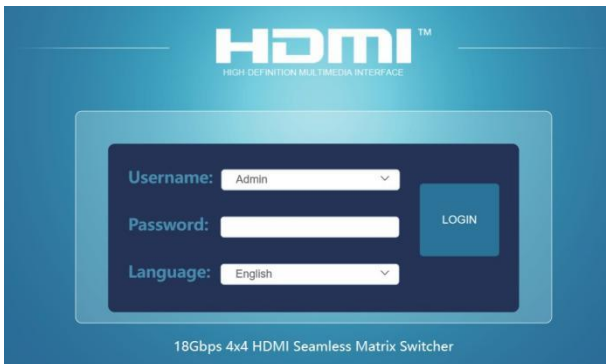 HDMI™
HIGH-DEFINITION MULTIMEDIA INTERFACE
Username: Admin
Password:
LOGIN
Language: English
18Gbps 4x4 HDMI Seamless Matrix Switcher